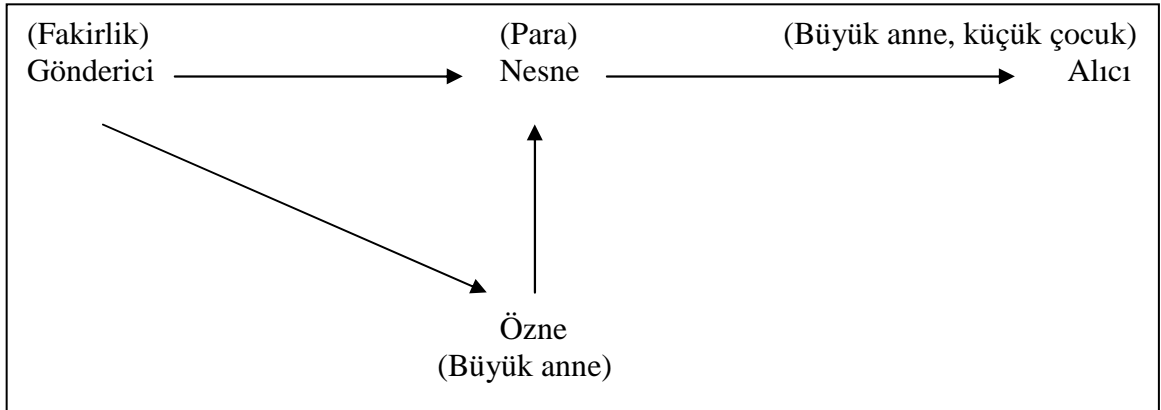 (Fakirlik) (Para) (Büyük anne, küçük çocuk)
Gönderici Nesne Alıcı
Özne
(Büyük anne)